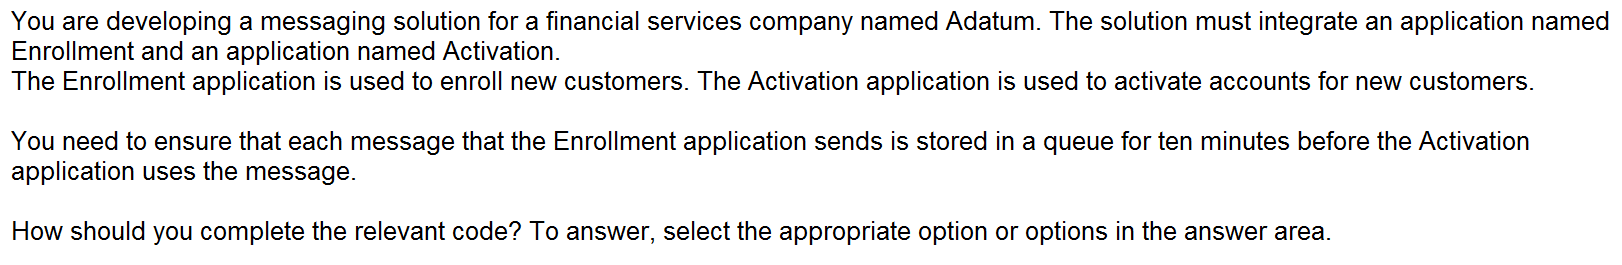 You are developing a messaging solution for a financial services company named Adatum. The solution must integrate an application named
Enrollment and an application named Activation.
The Enrollment application is used to enroll new customers. The Activation application is used to activate accounts for new customers.
You need to ensure that each message that the Enrollment application sends is stored in a queue for ten minutes before the Activation
application uses the message.
How should you complete the relevant code? To answer, select the appropriate option or options in the answer area.